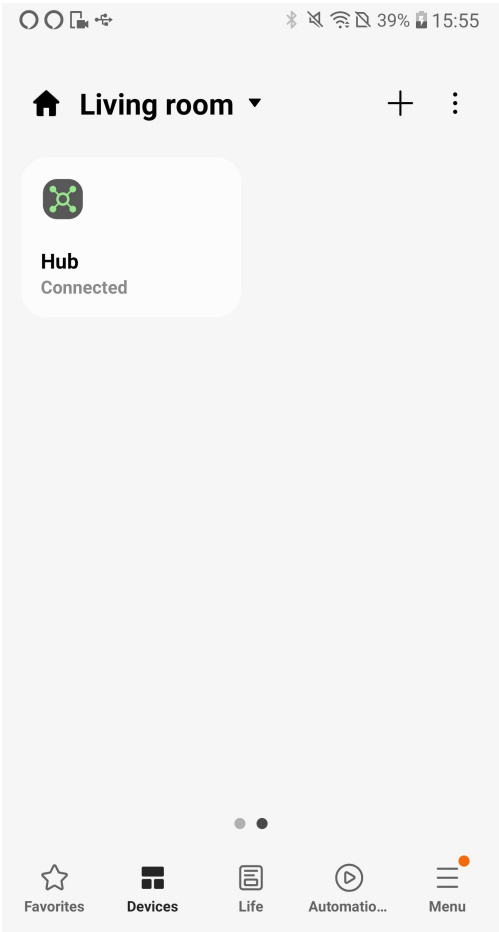 39% 15:55
Living room
Hub
Connected
Favorites Devices Life Automatio... Menu